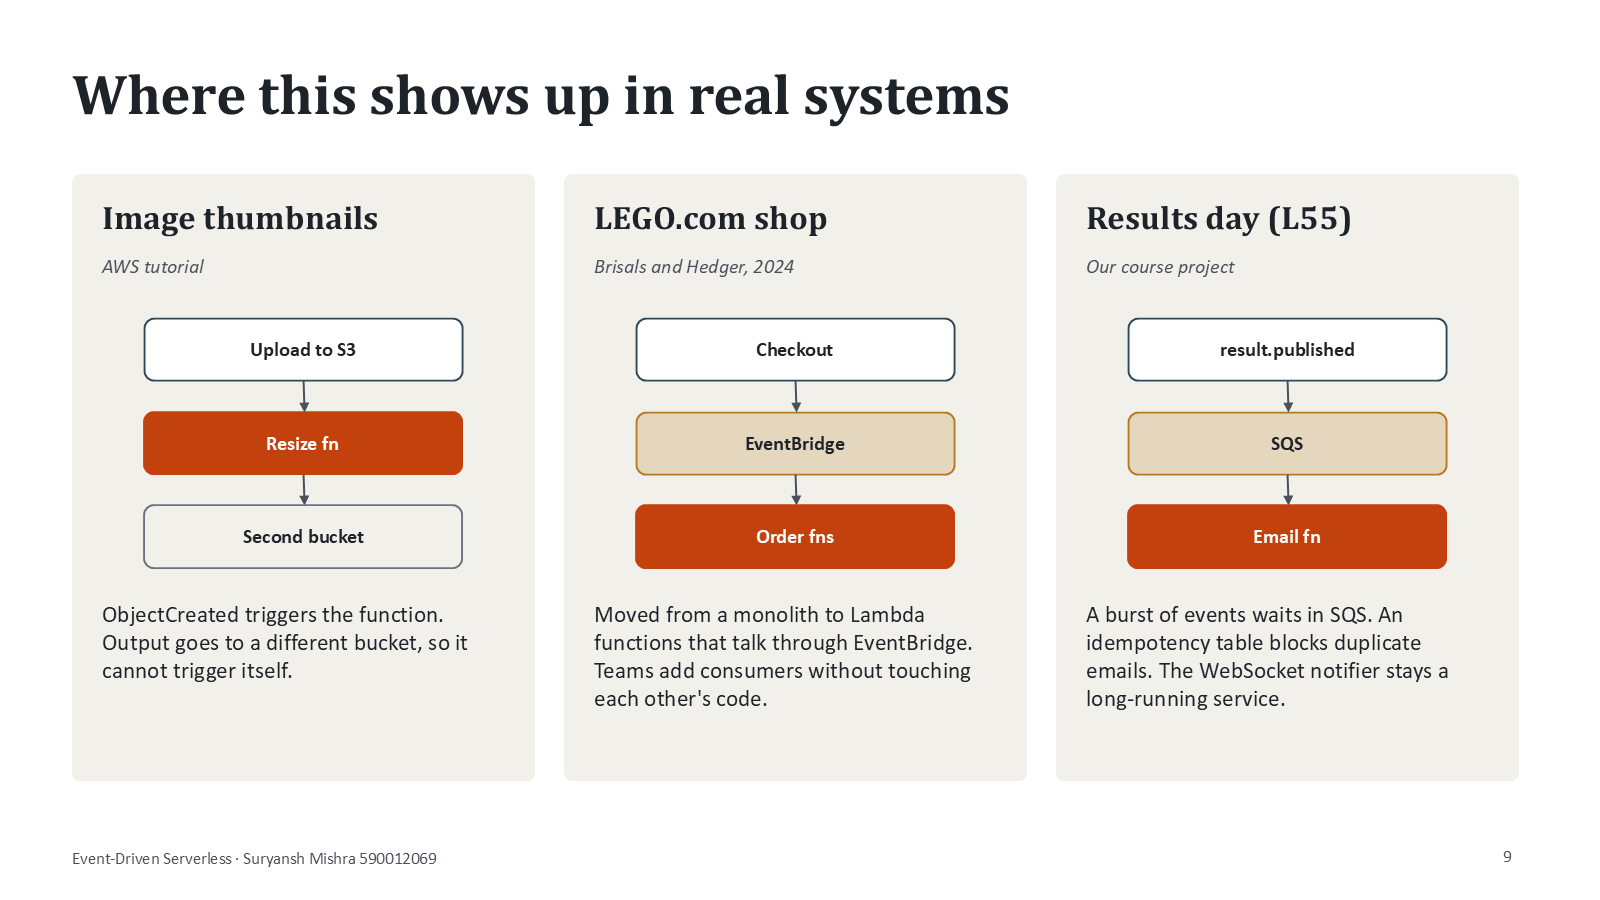 Where this shows up in real systems
Image thumbnails
AWS tutorial
Upload to S3
Resize fn
Second bucket
ObjectCreated triggers the function.
Output goes to a different bucket, so it
cannot trigger itself.
LEGO.com shop
Brisals and Hedger, 2024
Checkout
EventBridge
Order fns
Moved from a monolith to Lambda
functions that talk through EventBridge.
Teams add consumers without touching
each other's code.
Results day (L55)
Our course project
result.published
SQS
Email fn
A burst of events waits in SQS. An
idempotency table blocks duplicate
emails. The WebSocket notifier stays a
long-running service.
Event-Driven Serverless · Suryansh Mishra 590012069
9